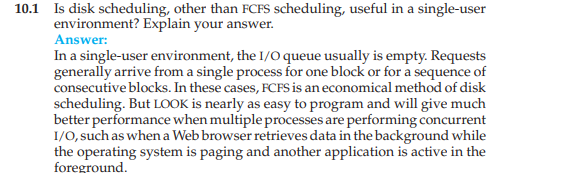 10.1 Is disk scheduling, other than FCFS scheduling, useful in a single-user
environment? Explain your answer.
Answer:
In a single-user environment, the I/O queue usually is empty. Requests
generally arrive from a single process for one block or for a sequence of
consecutive blocks. In these cases, FCFS is an economical method of disk
scheduling. But LOOK is nearly as easy to program and will give much
better performance when multiple processes are performing concurrent
I/O, such as when a Web browser retrieves data in the background while
the operating system is paging and another application is active in the
foreground.